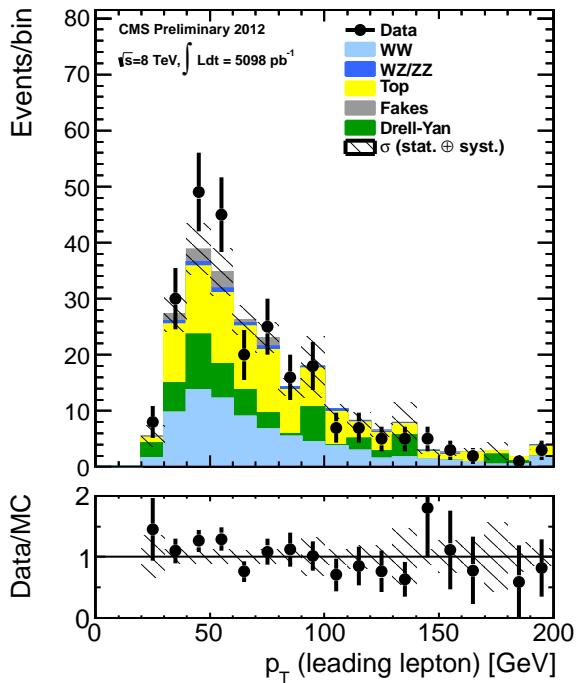 CMS Preliminary 2012
√s=8 TeV, ∫ Ldt = 5098 pb⁻¹
Data
WW
WZ/ZZ
Top
Fakes
Drell-Yan
σ (stat. ⊕ syst.)
Events/bin
80
70
60
50
40
30
20
10
0
Data/MC
2
1
0
0 50 100 150 200
p_T (leading lepton) [GeV]